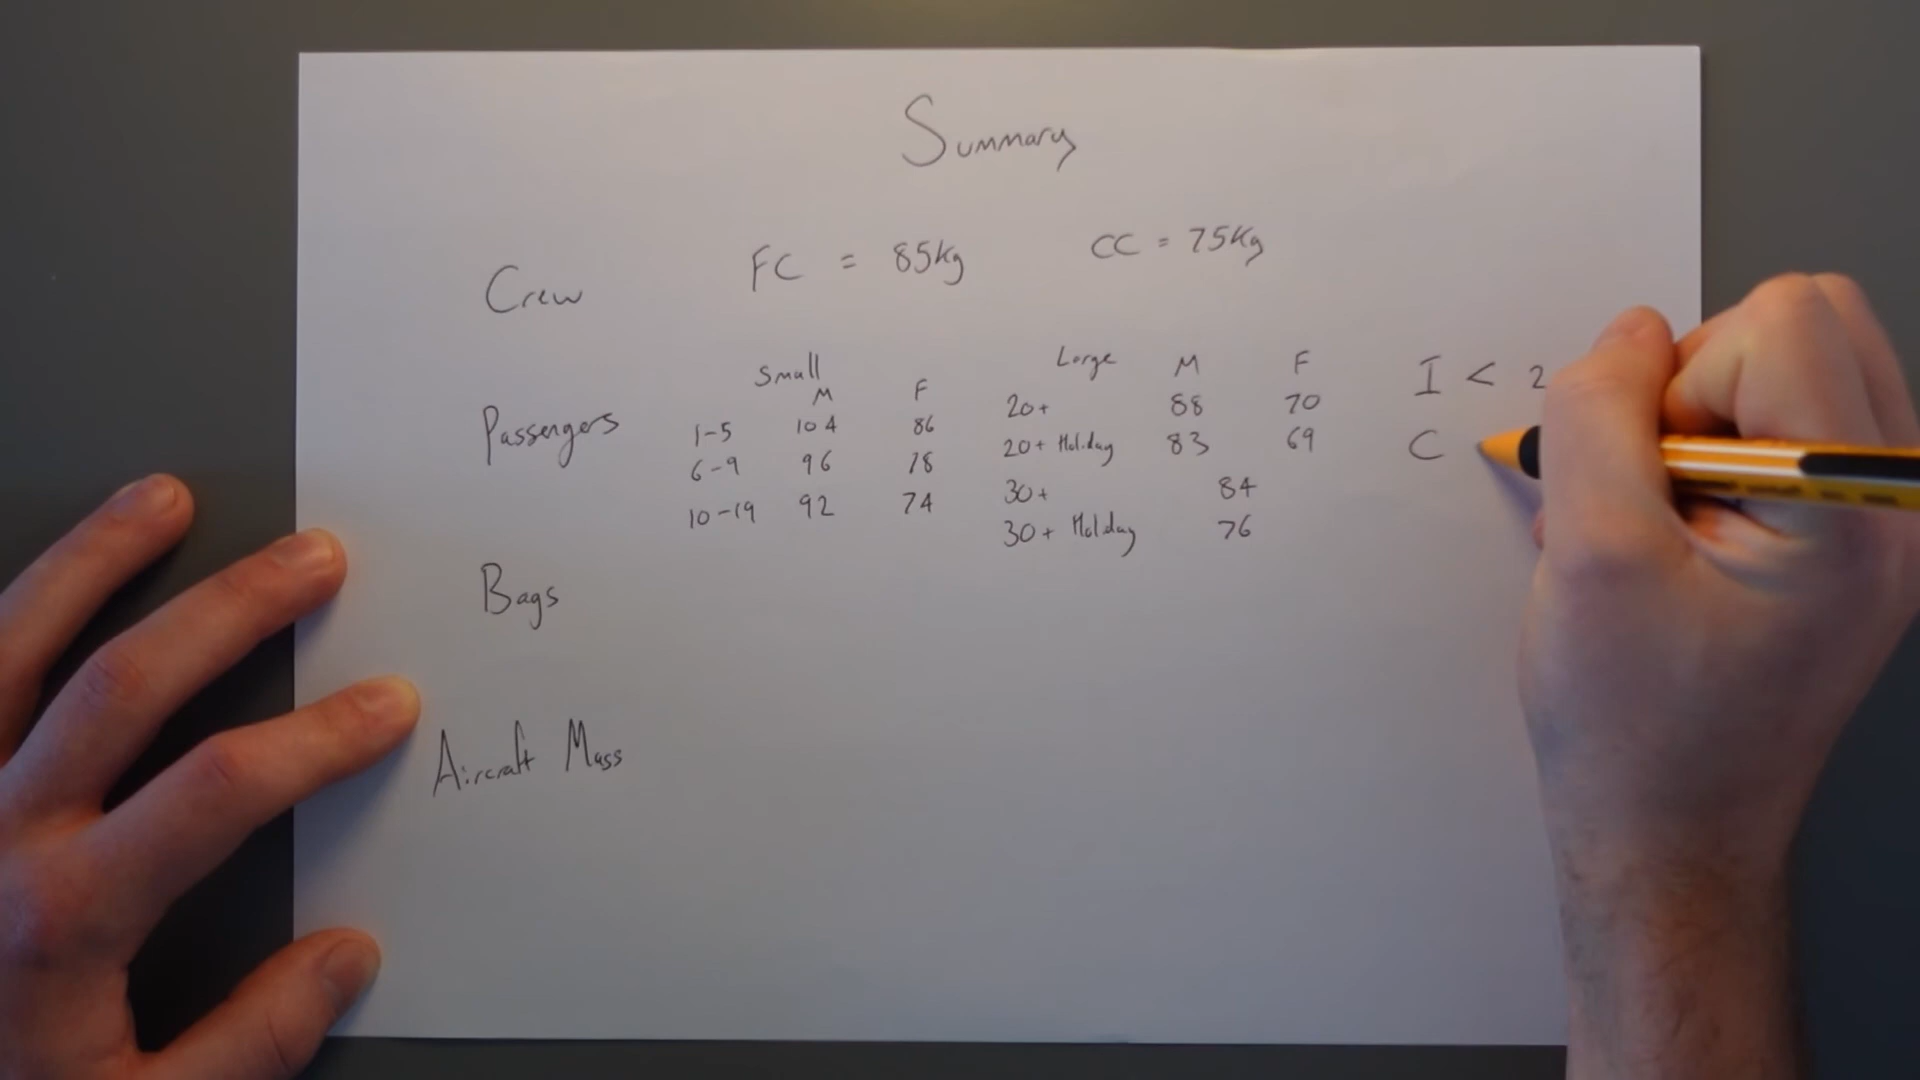 Summary
Crew FC = 85kg CC = 75kg
Passengers
Small
M F
1-5 104 86
6-9 96 78
10-19 92 74
Large M F
20+ 88 70
20+ Holiday 83 69
30+ 84
30+ Holiday 76
I < 2
C
Bags
Aircraft Mass